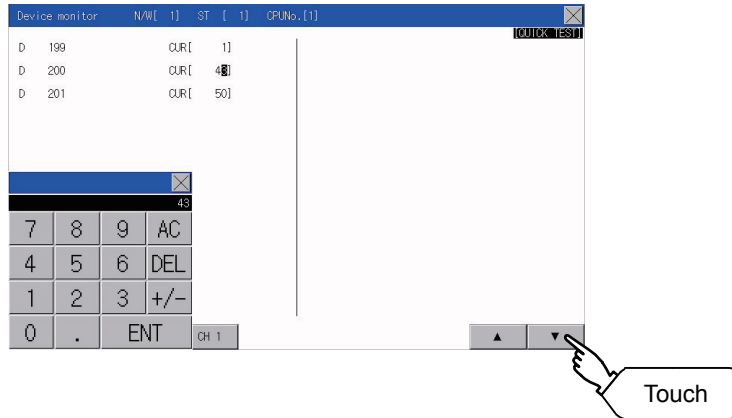 Device monitor N/W[ 1] ST [ 1] CPUNo.[1]
[QUICK TEST]
D 199 CUR[ 1]
D 200 CUR[ 43]
D 201 CUR[ 50]
43
7 8 9 AC
4 5 6 DEL
1 2 3 +/-
0 . ENT
CH 1 ▲ ▼
Touch